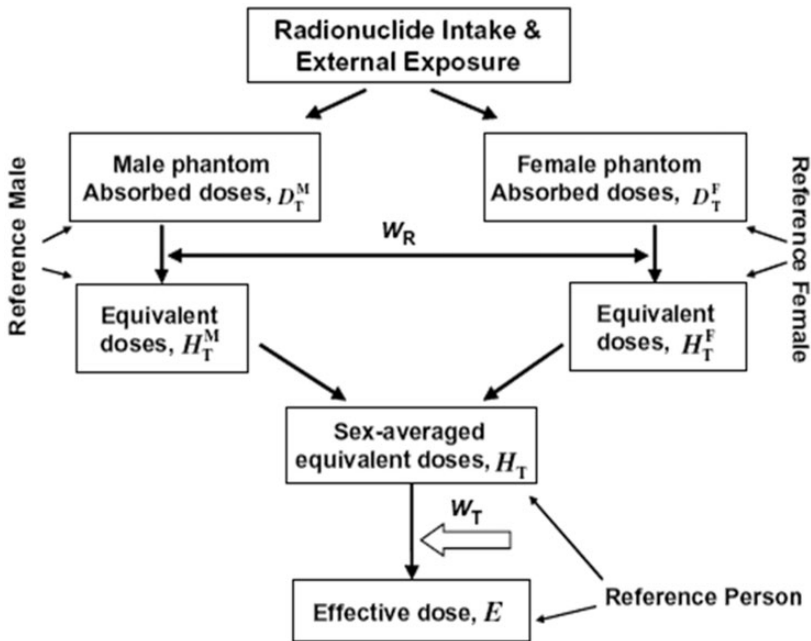 Radionuclide Intake &
External Exposure
Male phantom
Absorbed doses, D_T^M
Female phantom
Absorbed doses, D_T^F
Reference Male
Reference Female
w_R
Equivalent
doses, H_T^M
Equivalent
doses, H_T^F
Sex-averaged
equivalent doses, H_T
w_T
Effective dose, E
Reference Person